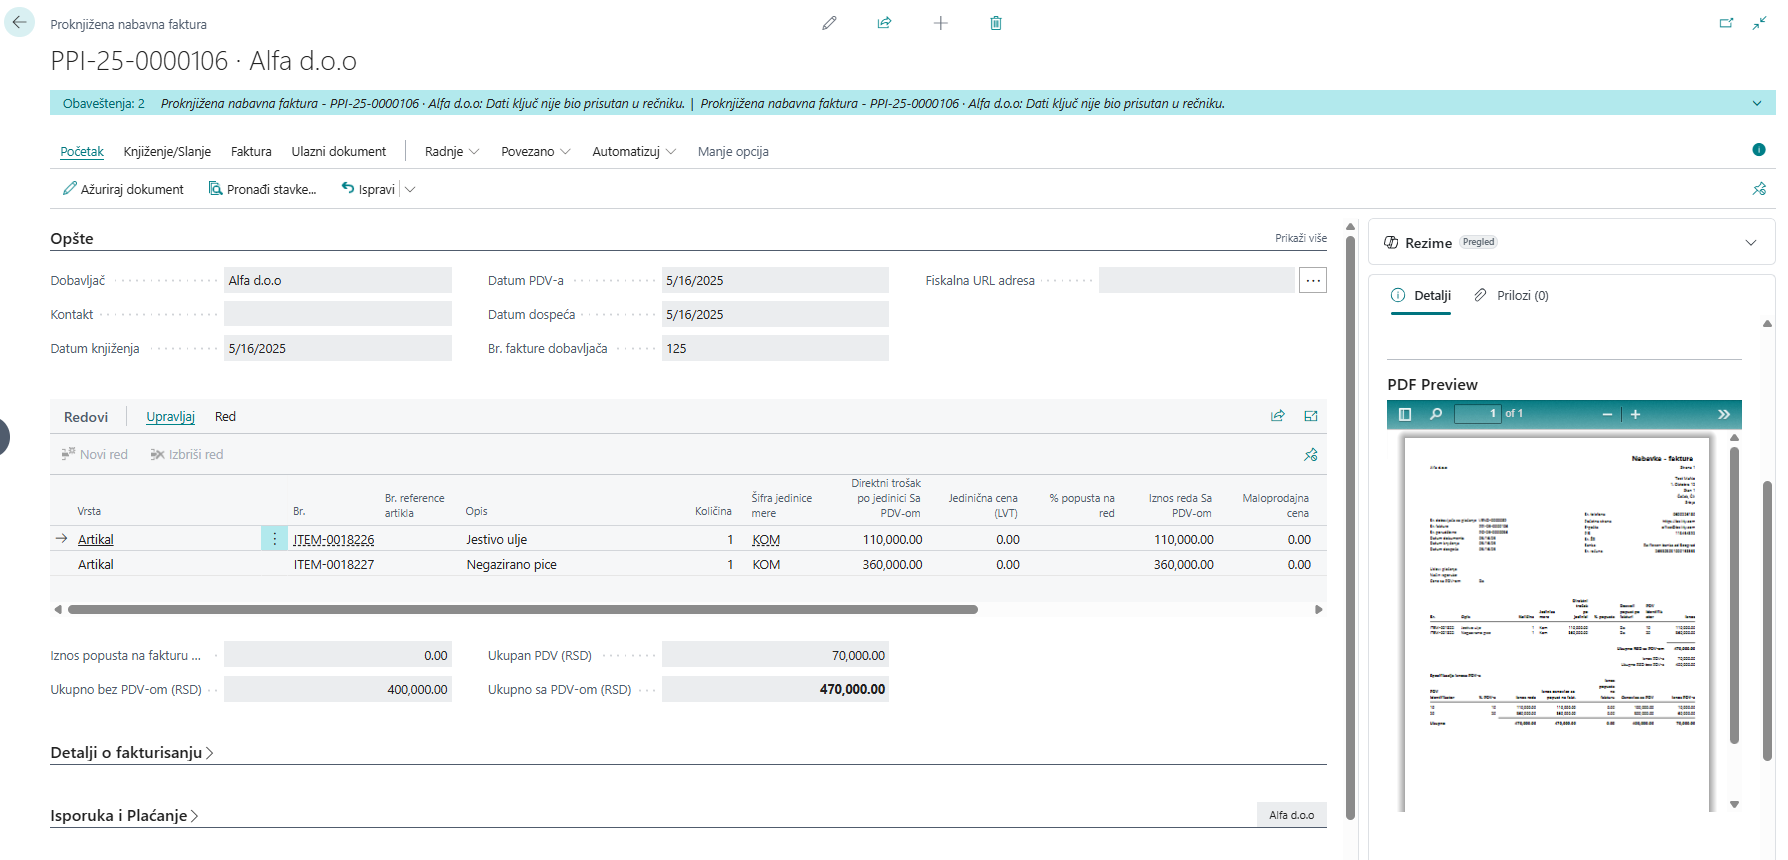 Proknjižena nabavna faktura
PPI-25-0000106 · Alfa d.o.o
Obaveštenja: 2 Proknjižena nabavna faktura - PPI-25-0000106 · Alfa d.o.o: Dati ključ nije bio prisutan u rečniku. | Proknjižena nabavna faktura - PPI-25-0000106 · Alfa d.o.o: Dati ključ nije bio prisutan u rečniku.
Početak Knjiženje/Slanje Faktura Ulazni dokument Radnje Povezano Automatizuj Manje opcija
Ažuriraj dokument Pronađi stavke... Ispravi
Opšte Prikaži više
Dobavljač Alfa d.o.o Datum PDV-a 5/16/2025 Fiskalna URL adresa
Kontakt Datum dospeća 5/16/2025
Datum knjiženja 5/16/2025 Br. fakture dobavljača 125
Redovi Upravljaj Red
Novi red Izbriši red
Vrsta Br. Br. reference artikla Opis Količina Šifra jedinice mere Direktni trošak po jedinici Sa PDV-om Jedinična cena (LVT) % popusta na red Iznos reda Sa PDV-om Maloprodajna cena
Artikal ITEM-0018226 Jestivo ulje 1 KOM 110,000.00 0.00 110,000.00 0.00
Artikal ITEM-0018227 Negazirano pice 1 KOM 360,000.00 0.00 360,000.00 0.00
Iznos popusta na fakturu ... 0.00 Ukupan PDV (RSD) 70,000.00
Ukupno bez PDV-om (RSD) 400,000.00 Ukupno sa PDV-om (RSD) 470,000.00
Detalji o fakturisanju
Isporuka i Plaćanje Alfa d.o.o
Rezime Pregled
Detalji Prilozi (0)
PDF Preview
1 of 1
Nabavka - faktura
Strana 1